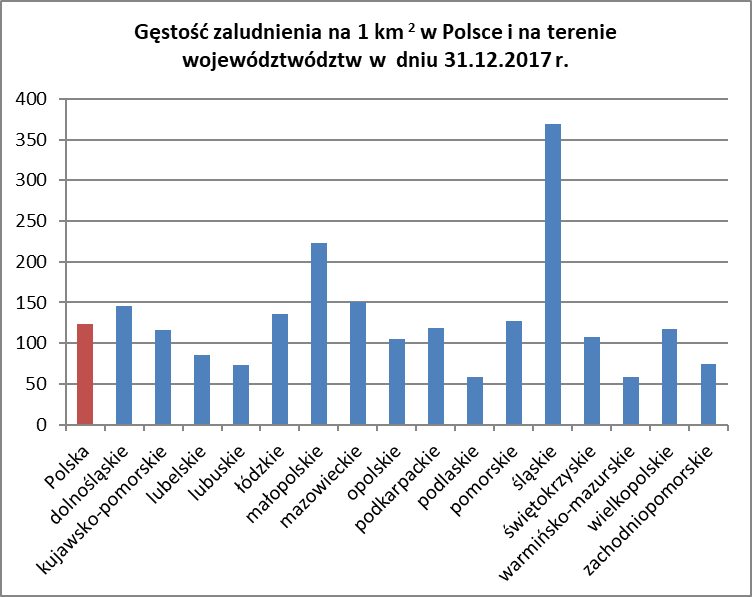 Gęstość zaludnienia na 1 km ² w Polsce i na terenie
województwództw w dniu 31.12.2017 r.
400
350
300
250
200
150
100
50
0
Polska
dolnośląskie
kujawsko-pomorskie
lubelskie
lubuskie
łódzkie
małopolskie
mazowieckie
opolskie
podkarpackie
podlaskie
pomorskie
śląskie
świętokrzyskie
warmińsko-mazurskie
wielkopolskie
zachodniopomorskie